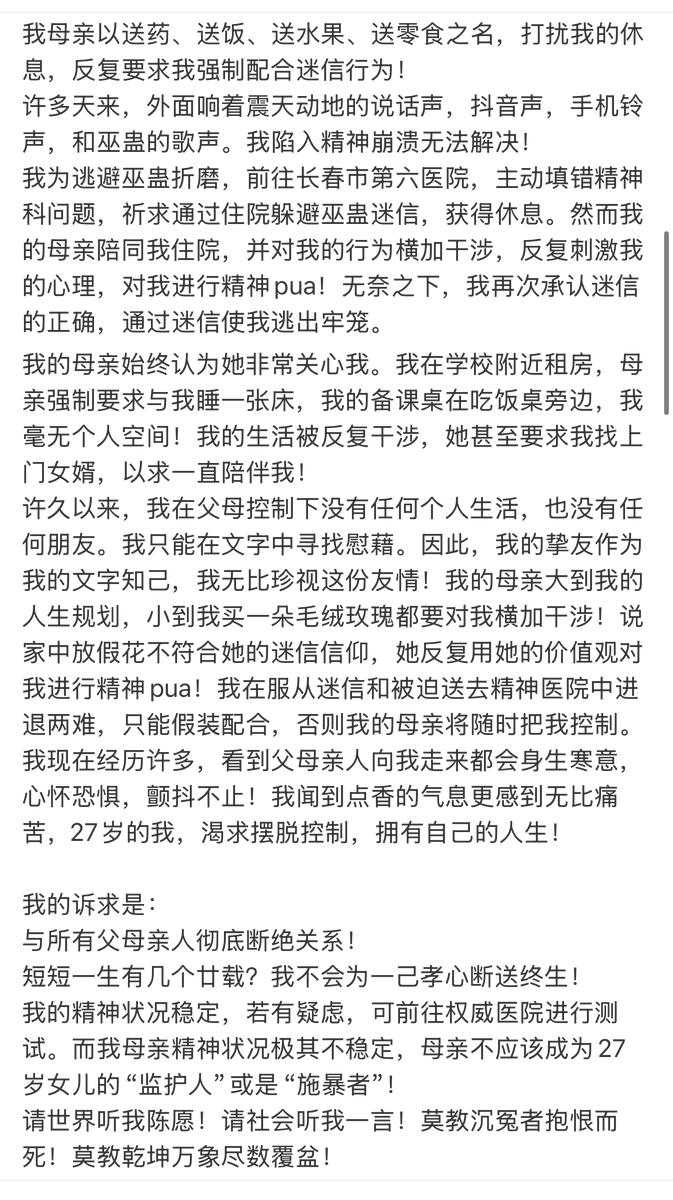 我母亲以送药、送饭、送水果、送零食之名，打扰我的休
息，反复要求我强制配合迷信行为！
许多天来，外面响着震天动地的说话声，抖音声，手机铃
声，和巫蛊的歌声。我陷入精神崩溃无法解决！
我为逃避巫蛊折磨，前往长春市第六医院，主动填错精神
科问题，祈求通过住院躲避巫蛊迷信，获得休息。然而我
的母亲陪同我住院，并对我的行为横加干涉，反复刺激我
的心理，对我进行精神pua！无奈之下，我再次承认迷信
的正确，通过迷信使我逃出牢笼。
我的母亲始终认为她非常关心我。我在学校附近租房，母
亲强制要求与我睡一张床，我的备课桌在吃饭桌旁边，我
毫无个人空间！我的生活被反复干涉，她甚至要求我找上
门女婿，以求一直陪伴我！
许久以来，我在父母控制下没有任何个人生活，也没有任
何朋友。我只能在文字中寻找慰藉。因此，我的挚友作为
我的文字知己，我无比珍视这份友情！我的母亲大到我的
人生规划，小到我买一朵毛绒玫瑰都要对我横加干涉！说
家中放假花不符合她的迷信信仰，她反复用她的价值观对
我进行精神pua！我在服从迷信和被迫送去精神医院中进
退两难，只能假装配合，否则我的母亲将随时把我控制。
我现在经历许多，看到父母亲人向我走来都会身生寒意，
心怀恐惧，颤抖不止！我闻到点香的气息更感到无比痛
苦，27岁的我，渴求摆脱控制，拥有自己的人生！
我的诉求是：
与所有父母亲人彻底断绝关系！
短短一生有几个廿载？我不会为一己孝心断送终生！
我的精神状况稳定，若有疑虑，可前往权威医院进行测
试。而我母亲精神状况极其不稳定，母亲不应该成为27
岁女儿的“监护人”或是“施暴者”！
请世界听我陈愿！请社会听我一言！莫教沉冤者抱恨而
死！莫教乾坤万象尽数覆盆！